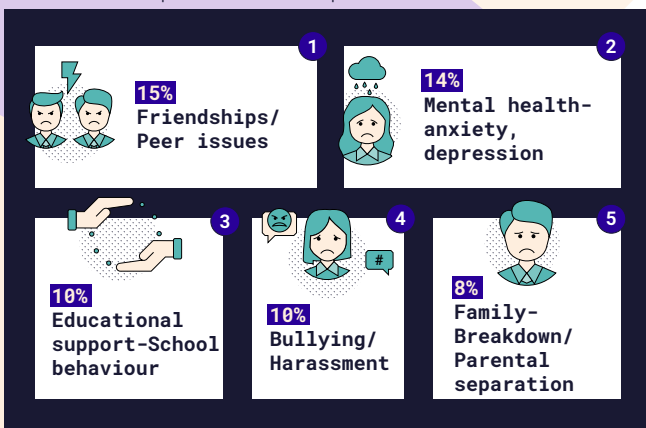 1
15%
Friendships/
Peer issues
2
14%
Mental health-
anxiety,
depression
3
10%
Educational
support-School
behaviour
4
#
10%
Bullying/
Harassment
5
8%
Family-
Breakdown/
Parental
separation